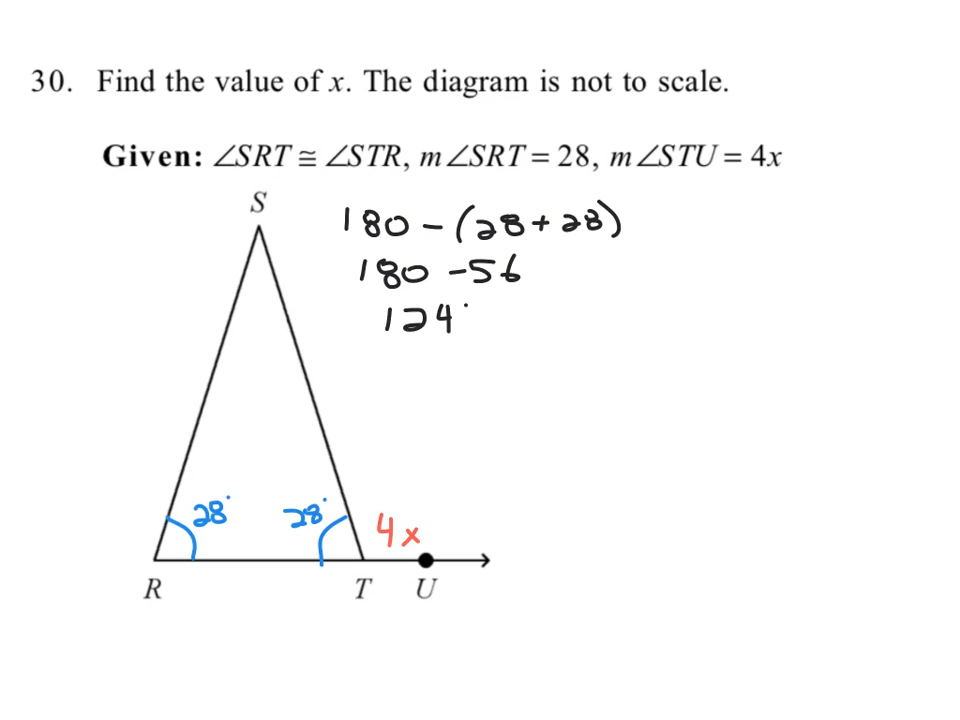 30. Find the value of x. The diagram is not to scale.
Given: ∠SRT ≅ ∠STR, m∠SRT = 28, m∠STU = 4x
S
180 - (28 + 28)
180 - 56
124°
28° 28° 4x
R T U